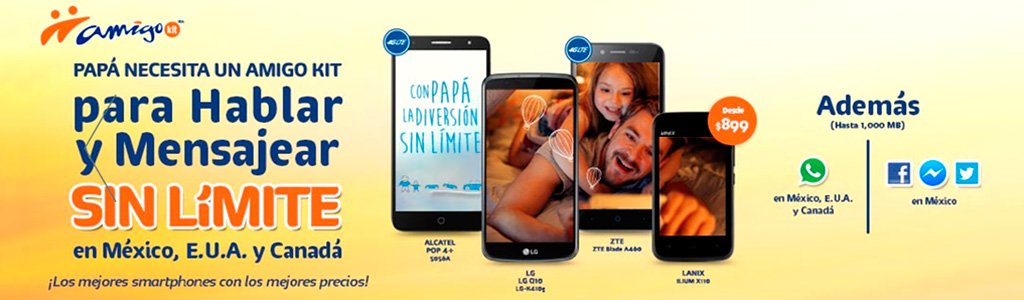 amigo kit
PAPÁ NECESITA UN AMIGO KIT
para Hablar
y Mensajear
SIN LíMITE
en México, E.U.A. y Canadá
¡Los mejores smartphones con los mejores precios!
4G LTE
CON PAPÁ
LA DIVERSIÓN
SIN LÍMITE
ALCATEL
POP 4+
5056A
LG
LG
LG Q10
LG-K410g
4G LTE
ZTE
ZTE Blade A460
Desde
$899
LANIX
LANIX
ILIUM X110
Además
(Hasta 1,000 MB)
en México, E.U.A.
y Canadá
en México